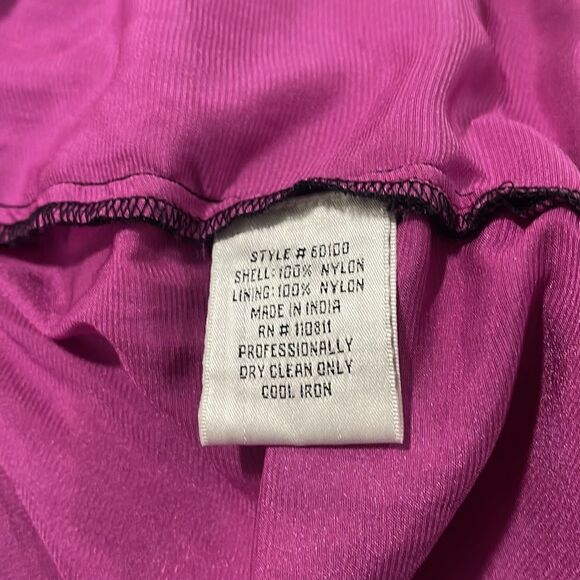 STYLE # 60100
SHELL: 100% NYLON
LINING: 100% NYLON
MADE IN INDIA
RN # 110811
PROFESSIONALLY
DRY CLEAN ONLY
COOL IRON